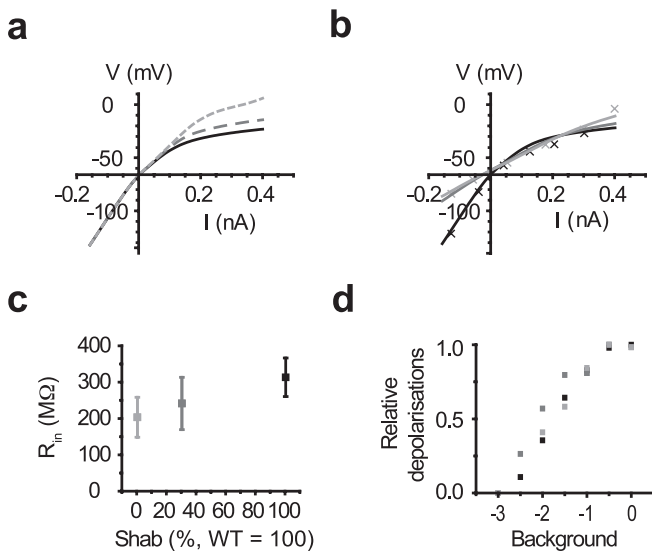 a
V (mV)
0
-50
-0.2
0
0.2
0.4
-100
I (nA)
b
V (mV)
0
-50
-0.2
0
0.2
0.4
-100
I (nA)
c
400
300
200
100
0
R_in (MΩ)
0 20 40 60 80 100
Shab (%, WT = 100)
d
1.0
0.5
0.0
Relative
depolarisations
-3 -2 -1 0
Background